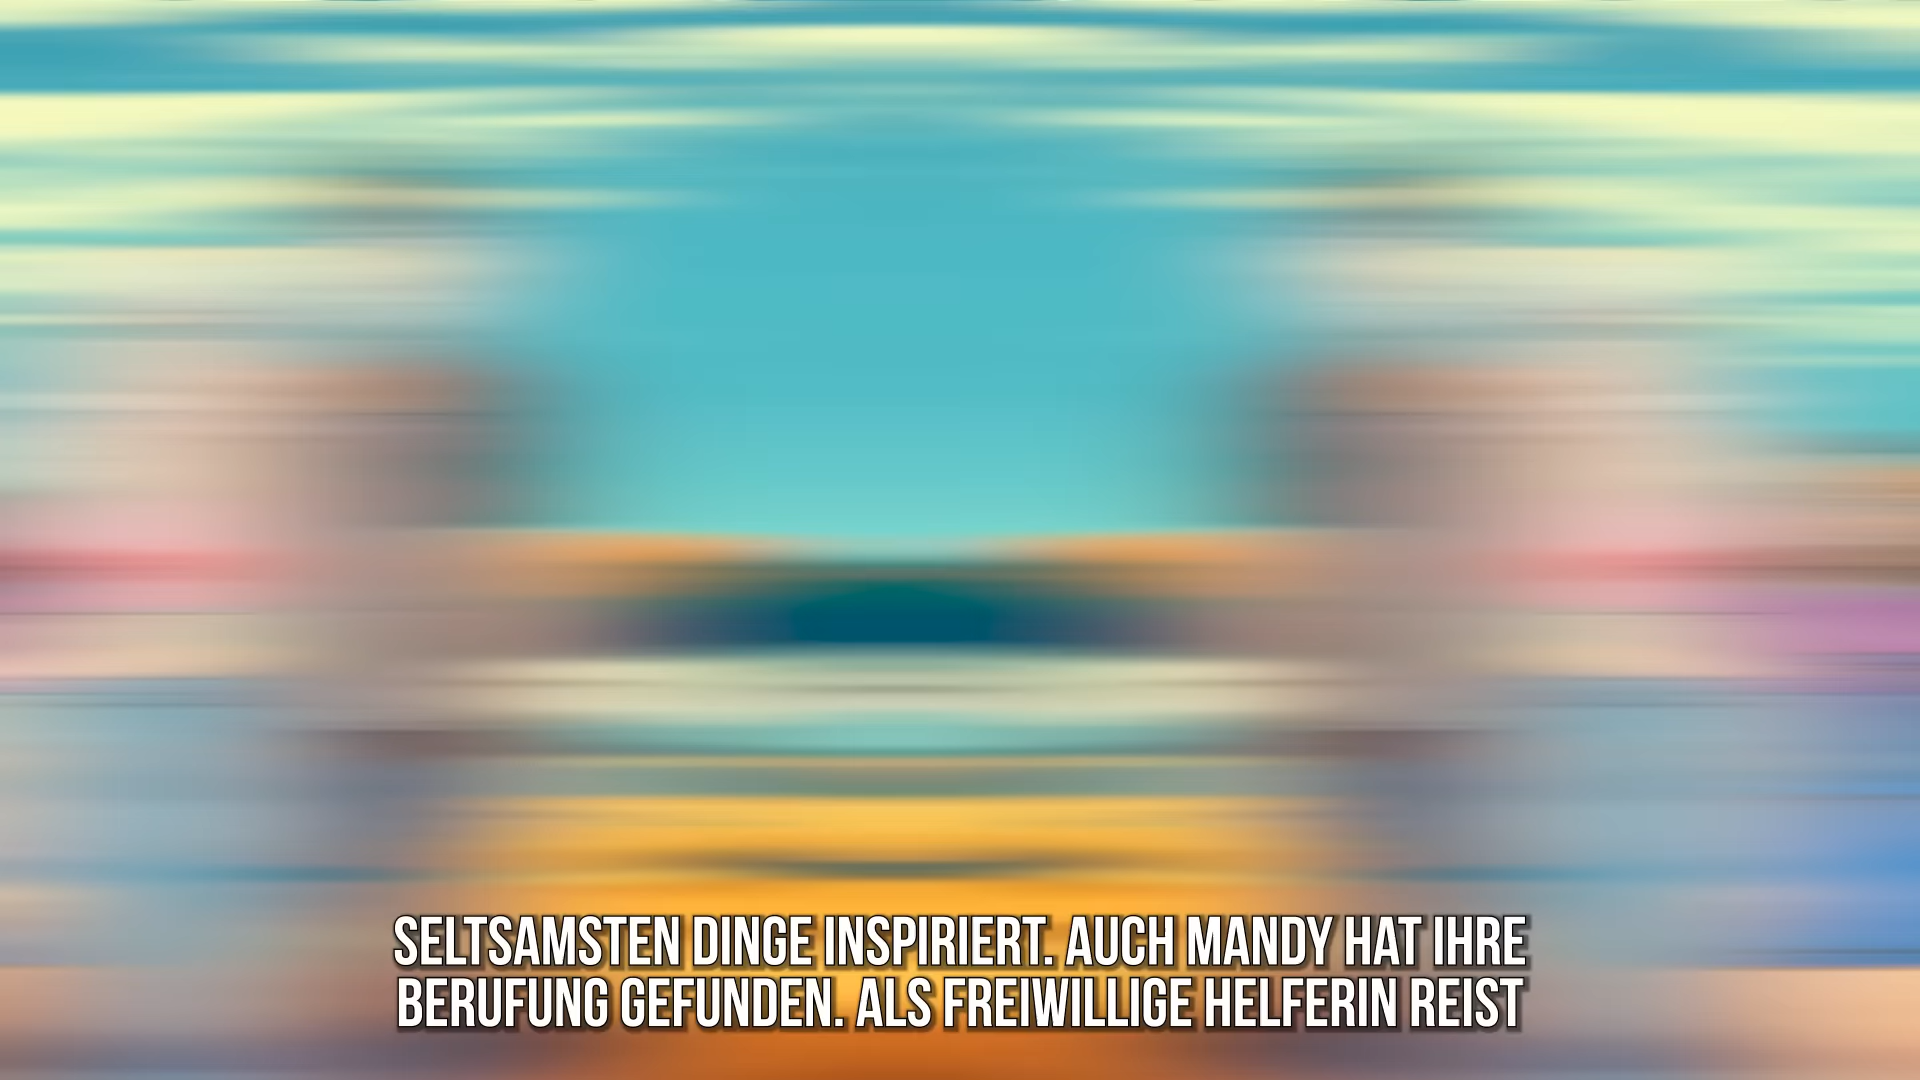 SELTSAMSTEN DINGE INSPIRIERT. AUCH MANDY HAT IHRE
BERUFUNG GEFUNDEN. ALS FREIWILLIGE HELFERIN REIST